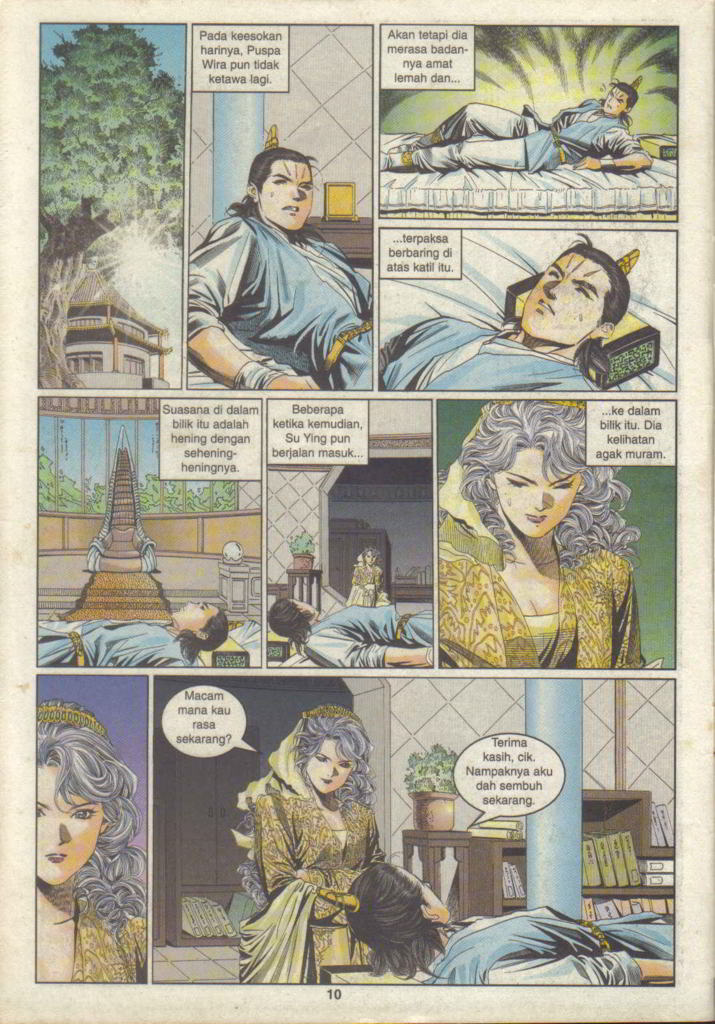 Pada keesokan
harinya, Puspa
Wira pun tidak
ketawa lagi.
Akan tetapi dia
merasa badan-
nya amat
lemah dan...
...terpaksa
berbaring di
atas katil itu.
Suasana di dalam
bilik itu adalah
hening dengan
sehening-
heningnya.
Beberapa
ketika kemudian,
Su Ying pun
berjalan masuk...
...ke dalam
bilik itu. Dia
kelihatan
agak muram.
Macam
mana kau
rasa
sekarang?
Terima
kasih, cik.
Nampaknya aku
dah sembuh
sekarang.
10